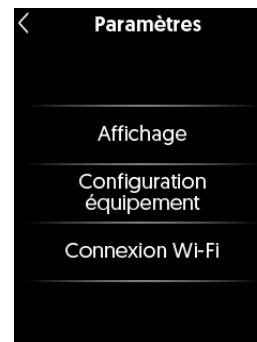 Paramètres
Affichage
Configuration
équipement
Connexion Wi-Fi